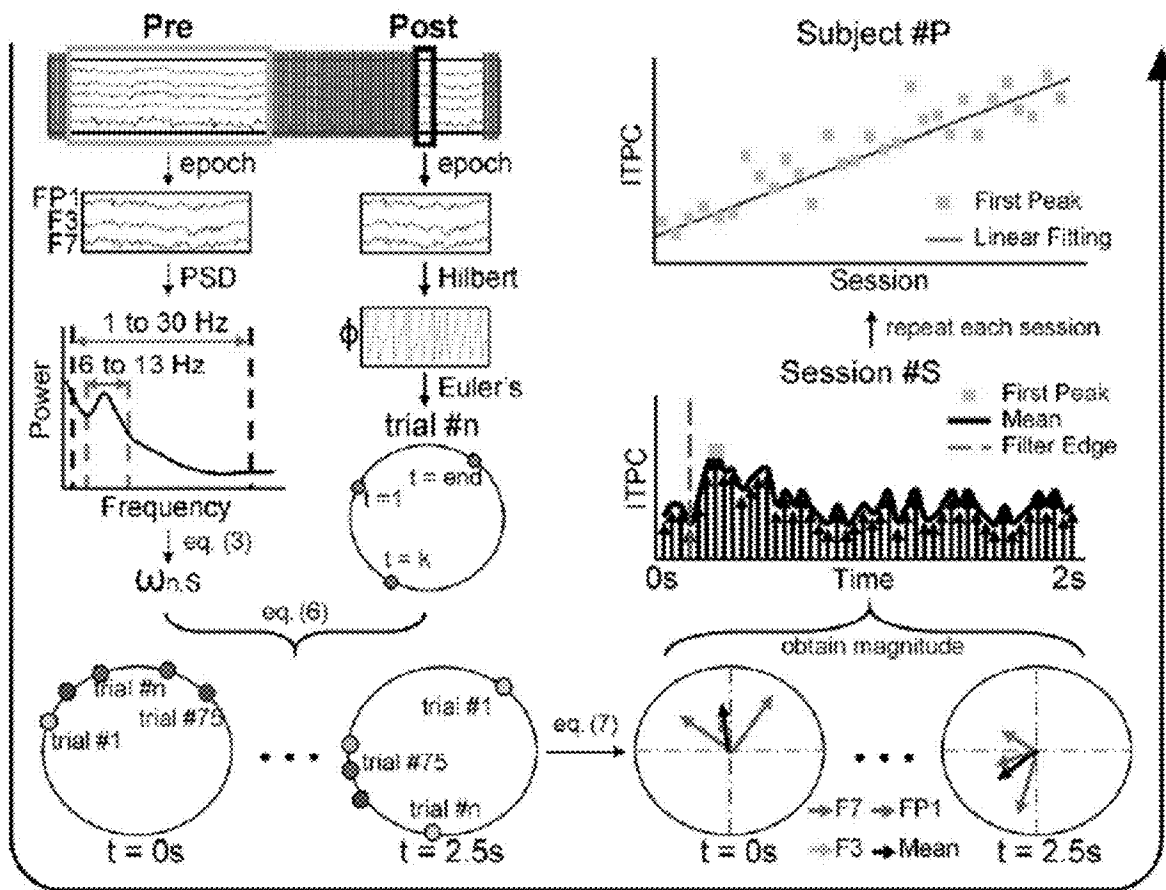 Pre
Post
epoch
epoch
FP1
F3
F7
PSD
Hilbert
1 to 30 Hz
6 to 13 Hz
Power
Frequency
ϕ
Euler's
trial #n
t = end
t =1
t = k
eq. (3)
ωn,S
eq. (6)
trial #n
trial #75
trial #1
t = 0s
trial #1
trial #75
trial #n
t = 2.5s
eq. (7)
Subject #P
ITPC
First Peak
Linear Fitting
Session
repeat each session
Session #S
First Peak
Mean
Filter Edge
ITPC
0s
Time
2s
obtain magnitude
F7
FP1
F3
Mean
t = 0s
t = 2.5s